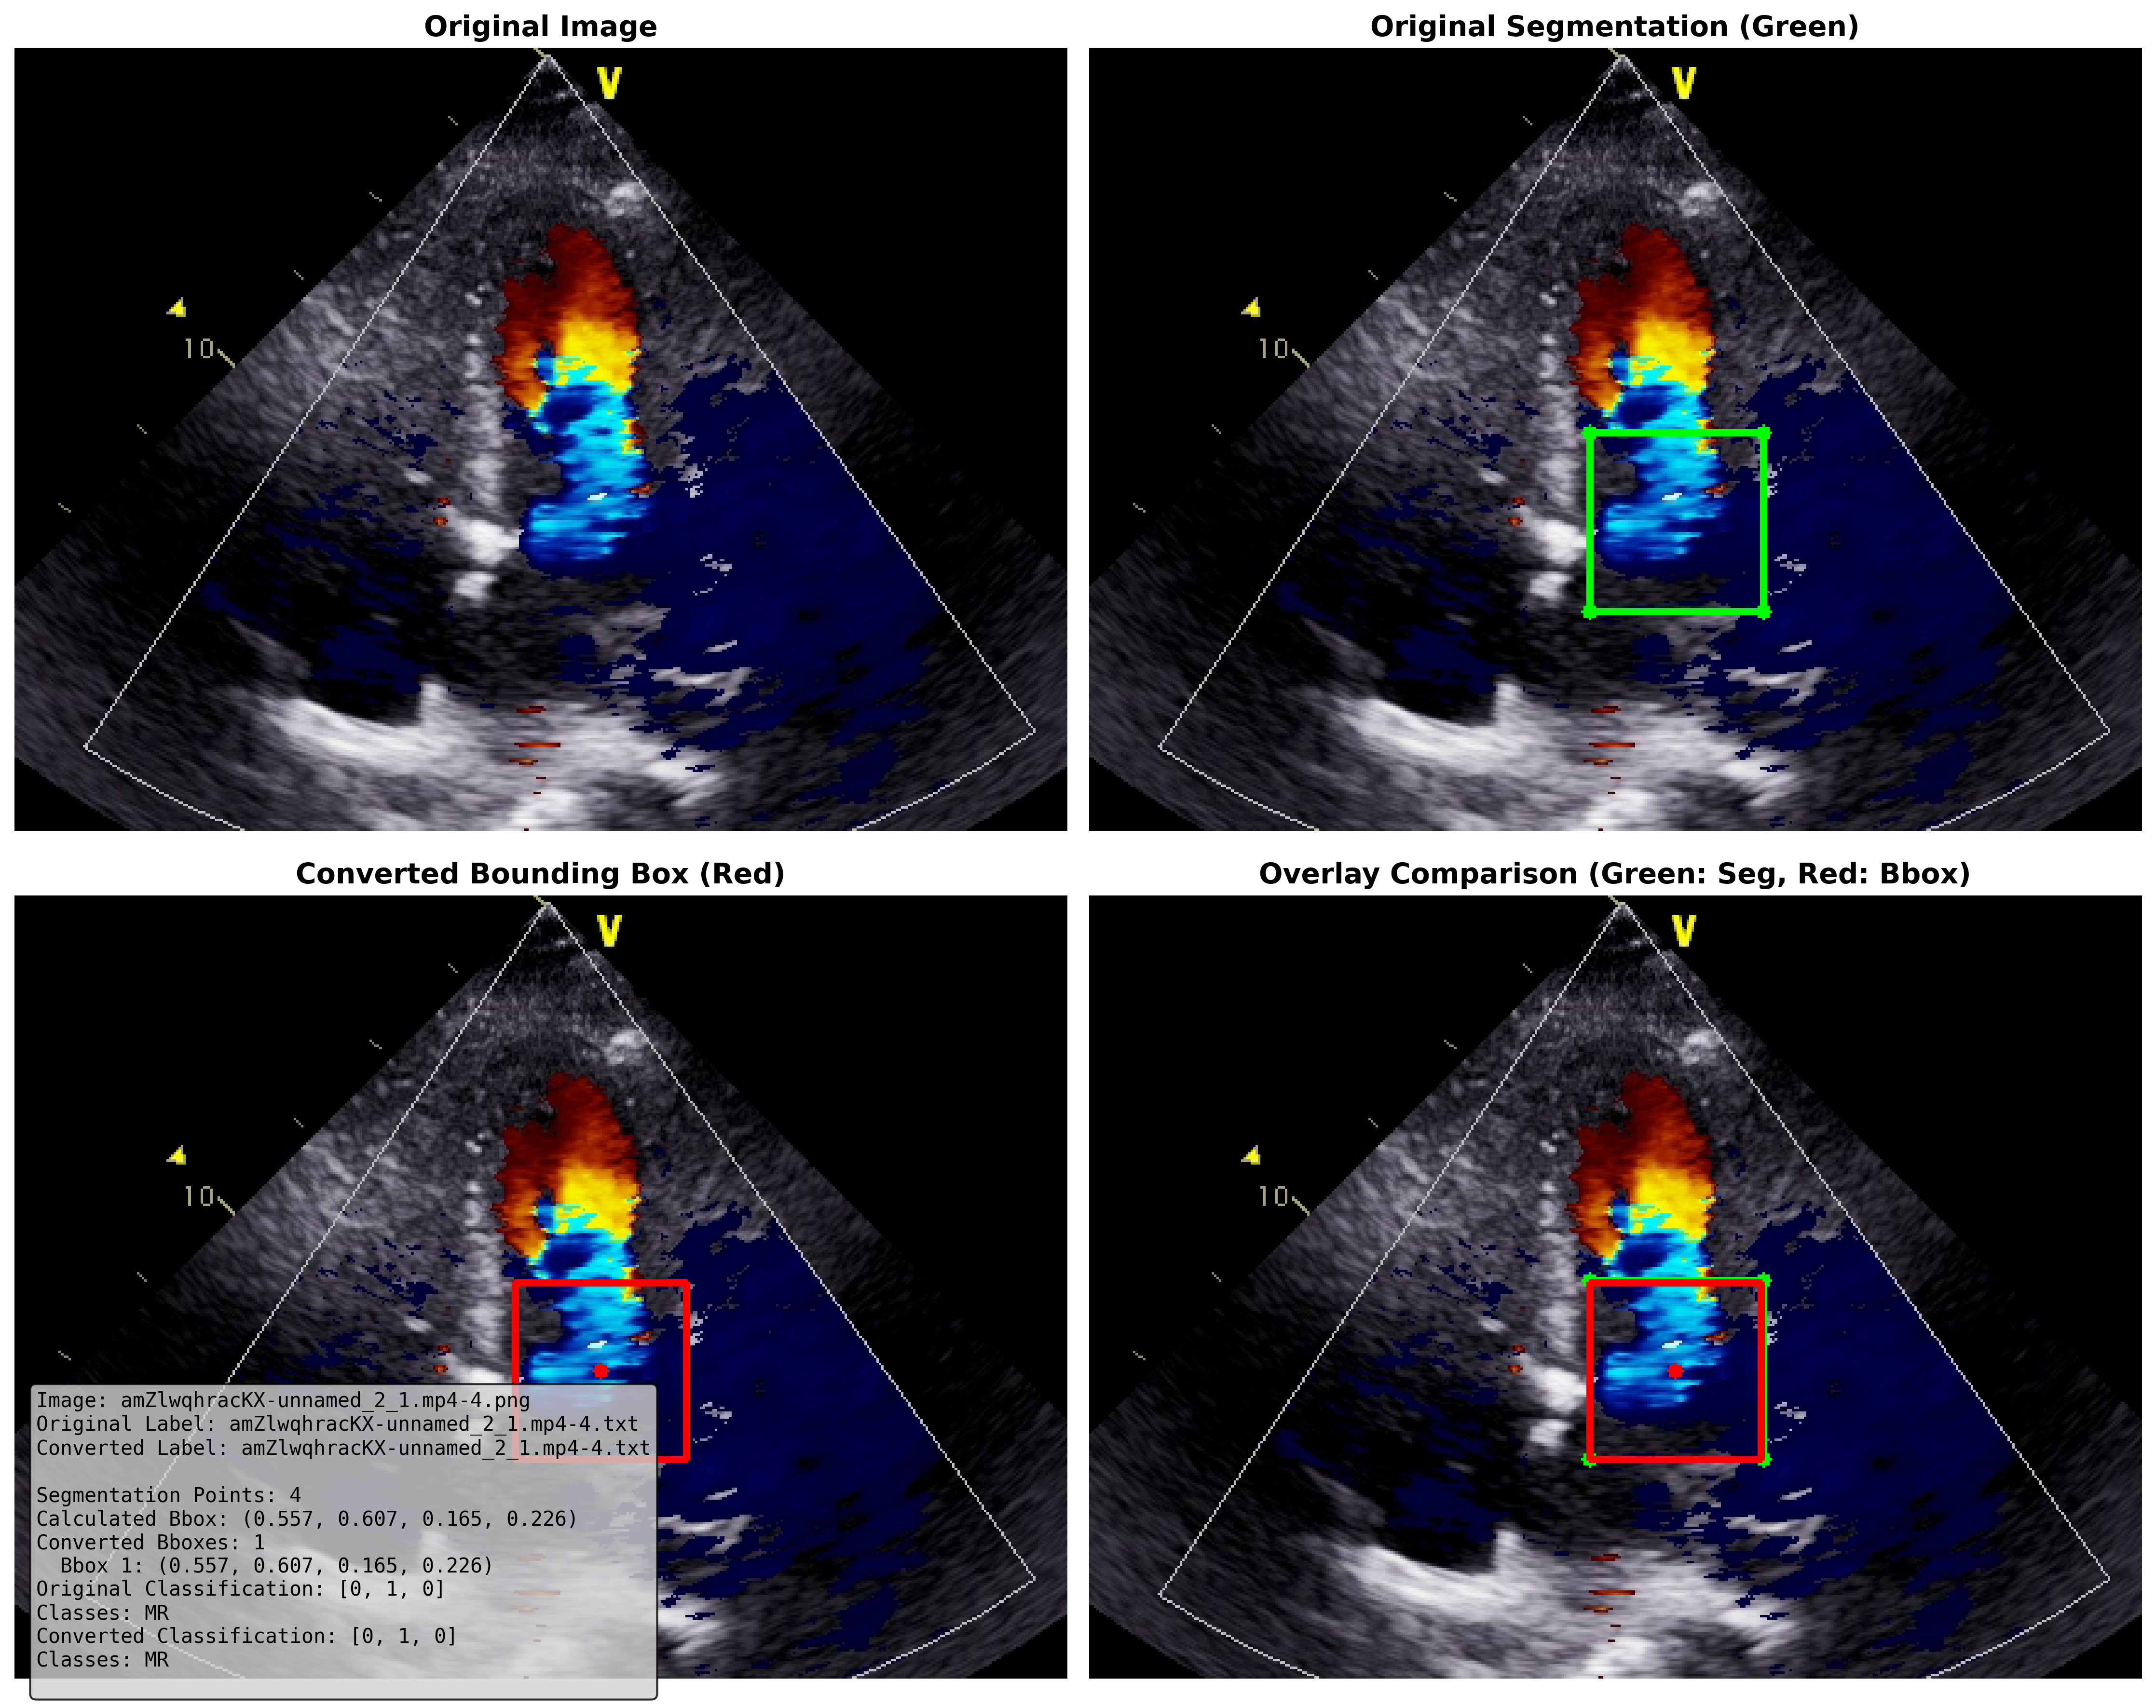 Original Image
Original Segmentation (Green)
V
10
V
10
Converted Bounding Box (Red)
Overlay Comparison (Green: Seg, Red: Bbox)
V
10
V
10
Image: amZlwqhracKX-unnamed_2_1.mp4-4.png
Original Label: amZlwqhracKX-unnamed_2_1.mp4-4.txt
Converted Label: amZlwqhracKX-unnamed_2_1.mp4-4.txt
Segmentation Points: 4
Calculated Bbox: (0.557, 0.607, 0.165, 0.226)
Converted Bboxes: 1
Bbox 1: (0.557, 0.607, 0.165, 0.226)
Original Classification: [0, 1, 0]
Classes: MR
Converted Classification: [0, 1, 0]
Classes: MR